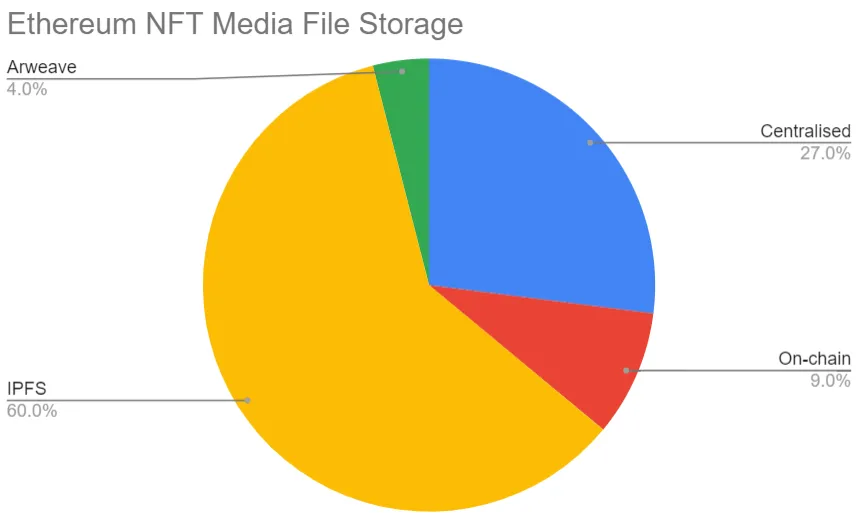 Ethereum NFT Media File Storage
Arweave
4.0%
Centralised
27.0%
On-chain
9.0%
IPFS
60.0%